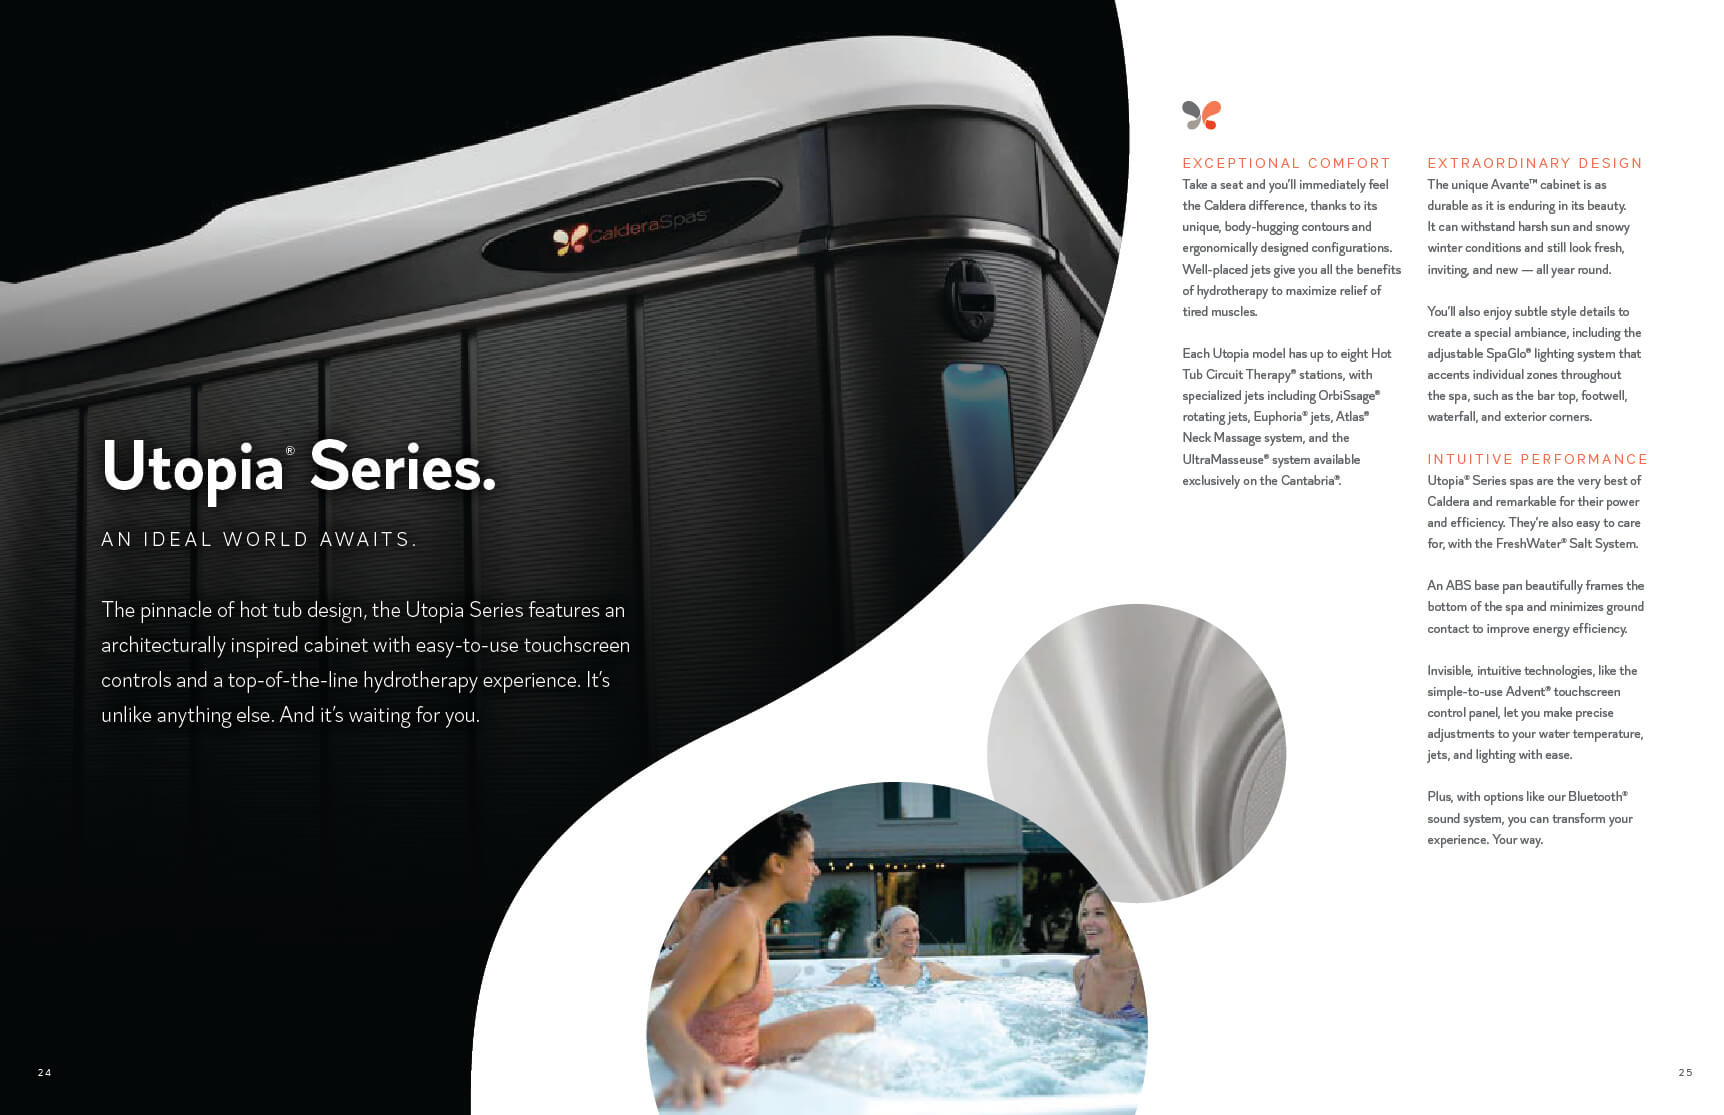 CalderaSpas
Utopia® Series.
AN IDEAL WORLD AWAITS.
The pinnacle of hot tub design, the Utopia Series features an
architecturally inspired cabinet with easy-to-use touchscreen
controls and a top-of-the-line hydrotherapy experience. It’s
unlike anything else. And it’s waiting for you.
24
EXCEPTIONAL COMFORT
Take a seat and you’ll immediately feel
the Caldera difference, thanks to its
unique, body-hugging contours and
ergonomically designed configurations.
Well-placed jets give you all the benefits
of hydrotherapy to maximize relief of
tired muscles.
Each Utopia model has up to eight Hot
Tub Circuit Therapy® stations, with
specialized jets including OrbiSsage®
rotating jets, Euphoria® jets, Atlas®
Neck Massage system, and the
UltraMasseuse® system available
exclusively on the Cantabria®.
EXTRAORDINARY DESIGN
The unique Avante™ cabinet is as
durable as it is enduring in its beauty.
It can withstand harsh sun and snowy
winter conditions and still look fresh,
inviting, and new — all year round.
You’ll also enjoy subtle style details to
create a special ambiance, including the
adjustable SpaGlo® lighting system that
accents individual zones throughout
the spa, such as the bar top, footwell,
waterfall, and exterior corners.
INTUITIVE PERFORMANCE
Utopia® Series spas are the very best of
Caldera and remarkable for their power
and efficiency. They’re also easy to care
for, with the FreshWater® Salt System.
An ABS base pan beautifully frames the
bottom of the spa and minimizes ground
contact to improve energy efficiency.
Invisible, intuitive technologies, like the
simple-to-use Advent® touchscreen
control panel, let you make precise
adjustments to your water temperature,
jets, and lighting with ease.
Plus, with options like our Bluetooth®
sound system, you can transform your
experience. Your way.
25